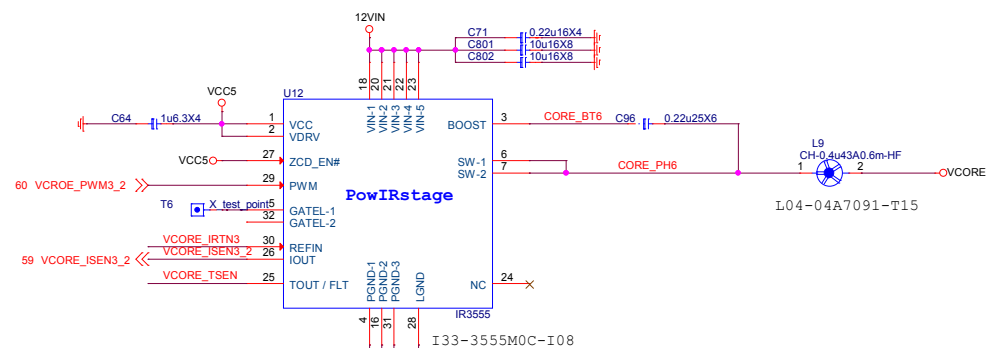 12VIN
C71 0.22u16X4
C801 10u16X8
C802 10u16X8
18 20 21 22 23
U12
VCC5
C64 1u6.3X4
1 VCC
2 VDRV
VIN-1 VIN-2 VIN-3 VIN-4 VIN-5
BOOST 3 CORE_BT6 C96 0.22u25X6
VCC5 27 ZCD_EN#
SW-1 6
SW-2 7 CORE_PH6
L9
CH-0.4u43A0.6m-HF
1 2 VCORE
L04-04A7091-T15
60 VCROE_PWM3_2 29 PWM
PowIRstage
T6 X_test_point 5 GATEL-1
32 GATEL-2
VCORE_IRTN3 30 REFIN
59 VCORE_ISEN3_2 VCORE_ISEN3_2 26 IOUT
VCORE_TSEN 25 TOUT / FLT
PGND-1 PGND-2 PGND-3 LGND
NC 24
4 16 31 28
IR3555
I33-3555M0C-I08